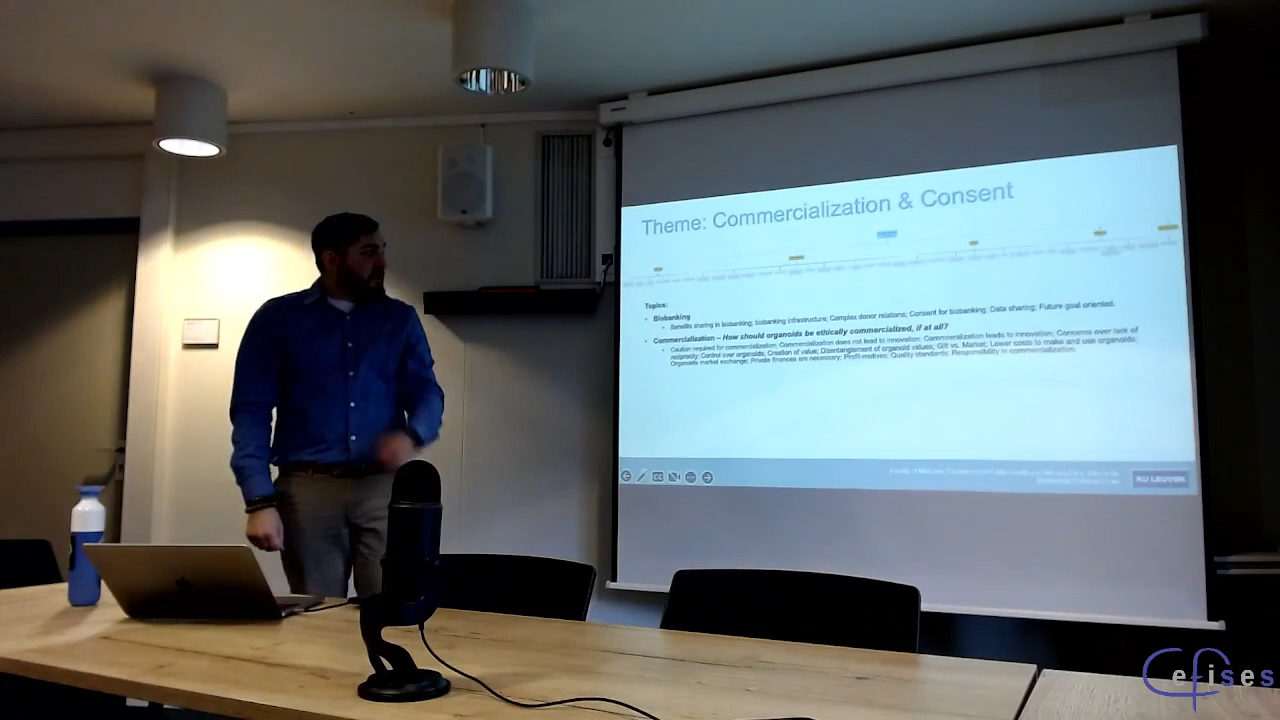 Theme: Commercialization & Consent
Topics:
Biobanking
Benefits sharing in biobanking; biobanking infrastructure; Complex donor relations; Consent for biobanking; Data sharing; Future goal oriented.
Commercialization – How should organoids be ethically commercialized, if at all?
Caution required for commercialization; Commercialization does not lead to innovation; Commercialization leads to innovation; Concerns over lack of
reciprocity; Control over organoids; Creation of value; Disentanglement of organoid values; Gift vs. Market; Lower costs to make and use organoids;
Organoids market exchange; Private finances are necessary; Profit-motives; Quality standards; Responsibility in commercialization.
KU LEUVEN
Cefises